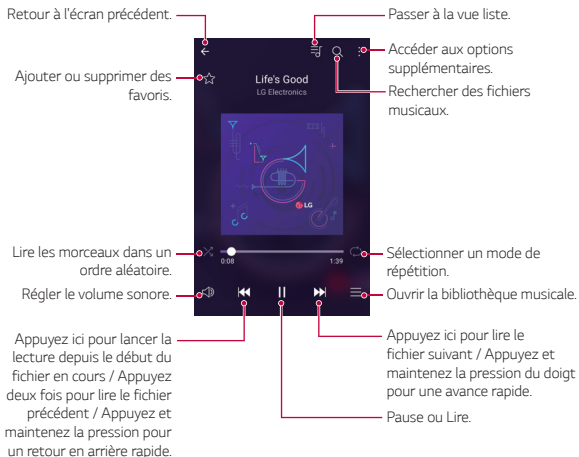 Retour à l'écran précédent.
Passer à la vue liste.
Accéder aux options
supplémentaires.
Ajouter ou supprimer des
favoris.
Rechercher des fichiers
musicaux.
Life's Good
LG Electronics
LG
Lire les morceaux dans un
ordre aléatoire.
0:08
1:39
Sélectionner un mode de
répétition.
Régler le volume sonore.
Ouvrir la bibliothèque musicale.
Appuyez ici pour lancer la
lecture depuis le début du
fichier en cours / Appuyez
deux fois pour lire le fichier
précédent / Appuyez et
maintenez la pression pour
un retour en arrière rapide.
Appuyez ici pour lire le
fichier suivant / Appuyez et
maintenez la pression du doigt
pour une avance rapide.
Pause ou Lire.